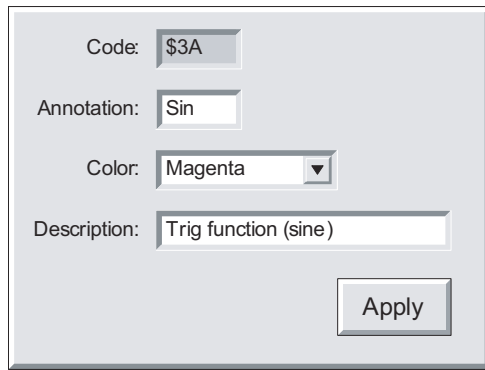 Code: $3A
Annotation: Sin
Color: Magenta
Description: Trig function (sine)
Apply